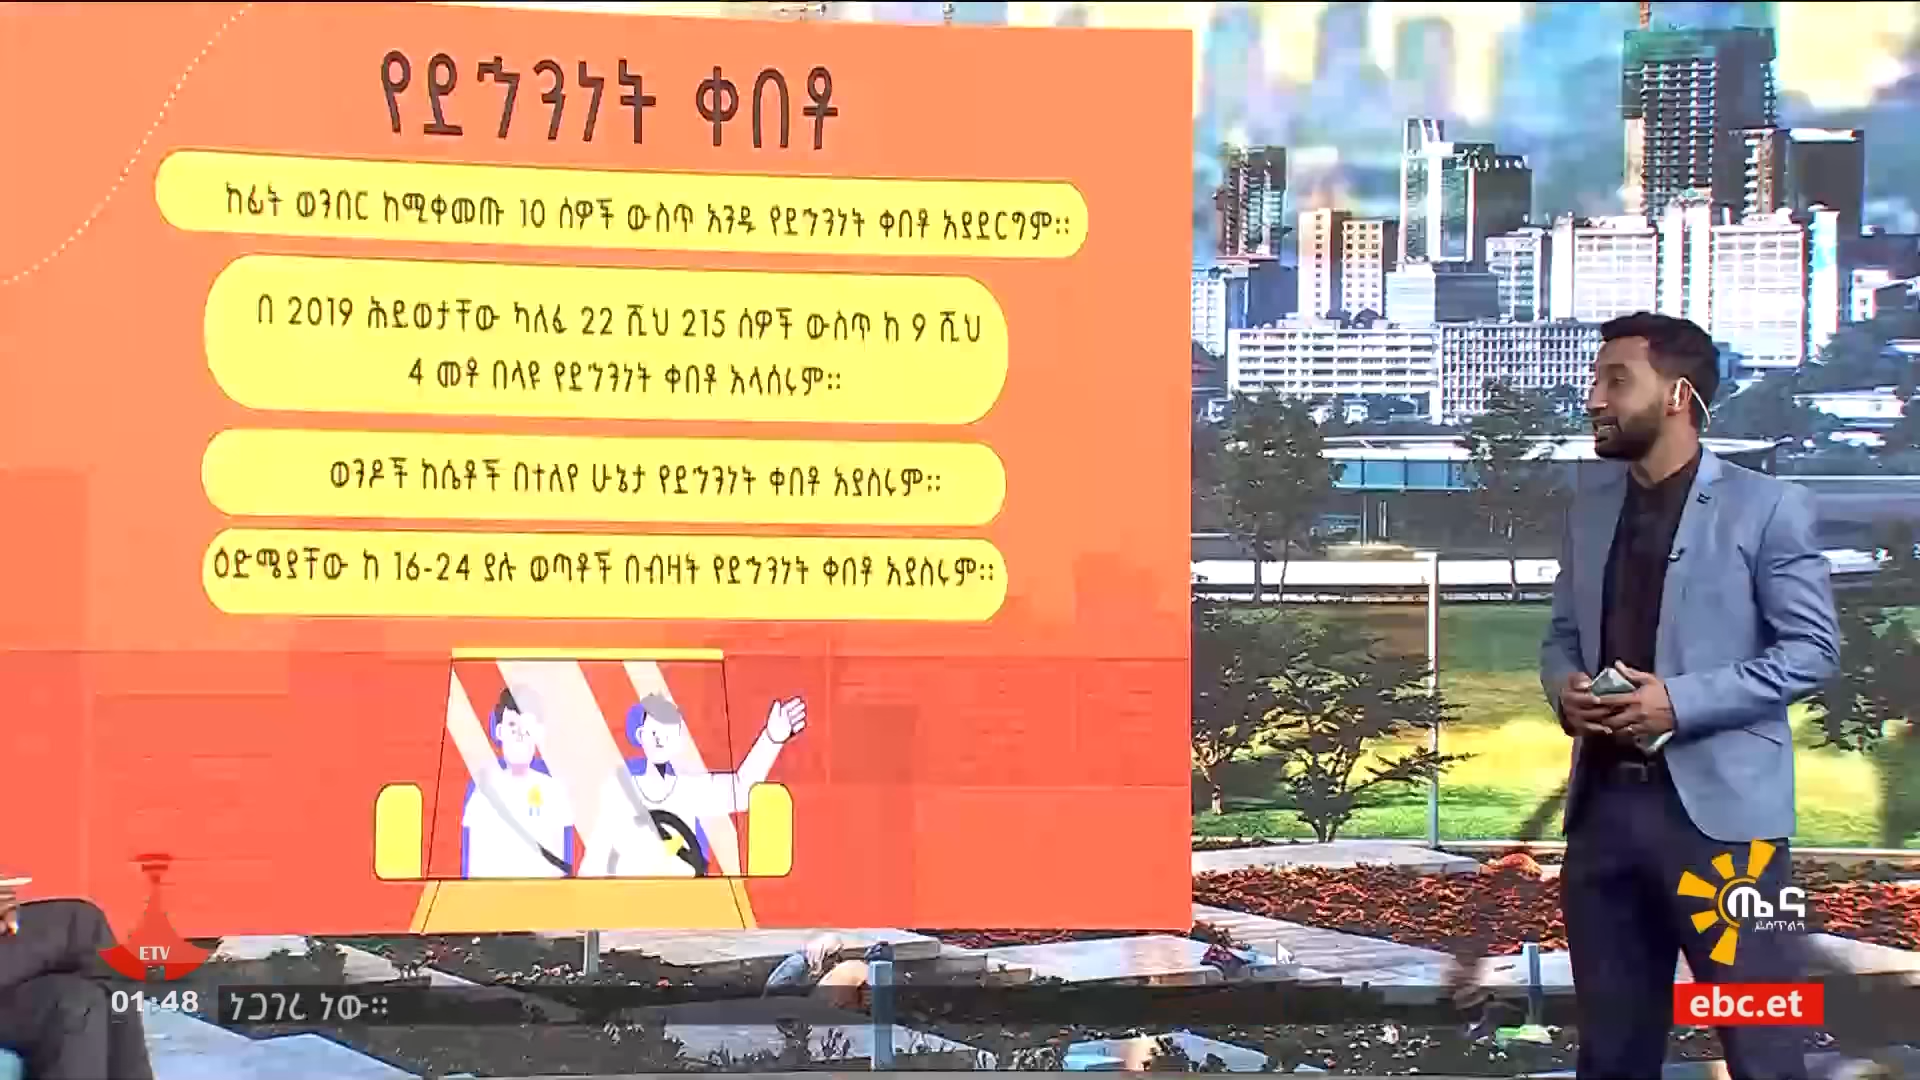 የደኅንነት ቀበቶ
ከፊት ወንበር ከሚቀመጡ 10 ሰዎች ውስጥ አንዱ የደኅንነት ቀበቶ አያደርግም።
በ 2019 ሕይወታቸው ካለፈ 22 ሺህ 215 ሰዎች ውስጥ ከ 9 ሺህ
4 መቶ በላዩ የደኅንነት ቀበቶ አላሰሩም።
ወንዶች ከሴቶች በተለየ ሁኔታ የደኅንነት ቀበቶ አያስሩም።
ዕድሜያቸው ከ 16-24 ያሉ ወጣቶች በብዛት የደኅንነት ቀበቶ አያስሩም።
ETV
01:48
ነጋገረ ነው።
ጤና
ይስጥልን
ebc.et